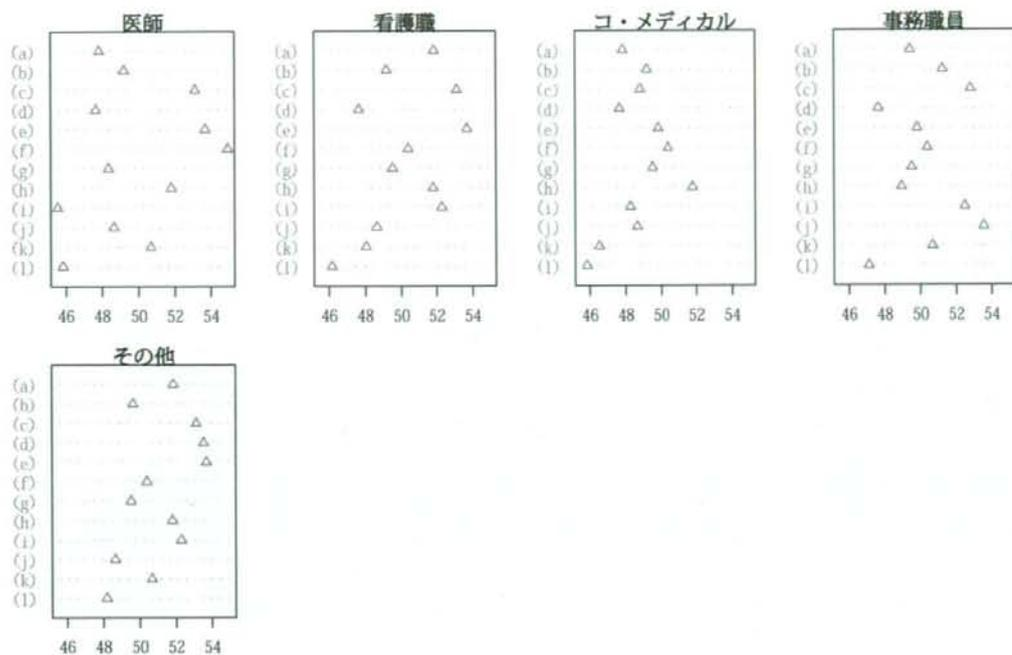 医師
(a)
(b)
(c)
(d)
(e)
(f)
(g)
(h)
(i)
(j)
(k)
(l)
46 48 50 52 54
看護職
(a)
(b)
(c)
(d)
(e)
(f)
(g)
(h)
(i)
(j)
(k)
(l)
46 48 50 52 54
コ・メディカル
(a)
(b)
(c)
(d)
(e)
(f)
(g)
(h)
(i)
(j)
(k)
(l)
46 48 50 52 54
事務職員
(a)
(b)
(c)
(d)
(e)
(f)
(g)
(h)
(i)
(j)
(k)
(l)
46 48 50 52 54
その他
(a)
(b)
(c)
(d)
(e)
(f)
(g)
(h)
(i)
(j)
(k)
(l)
46 48 50 52 54